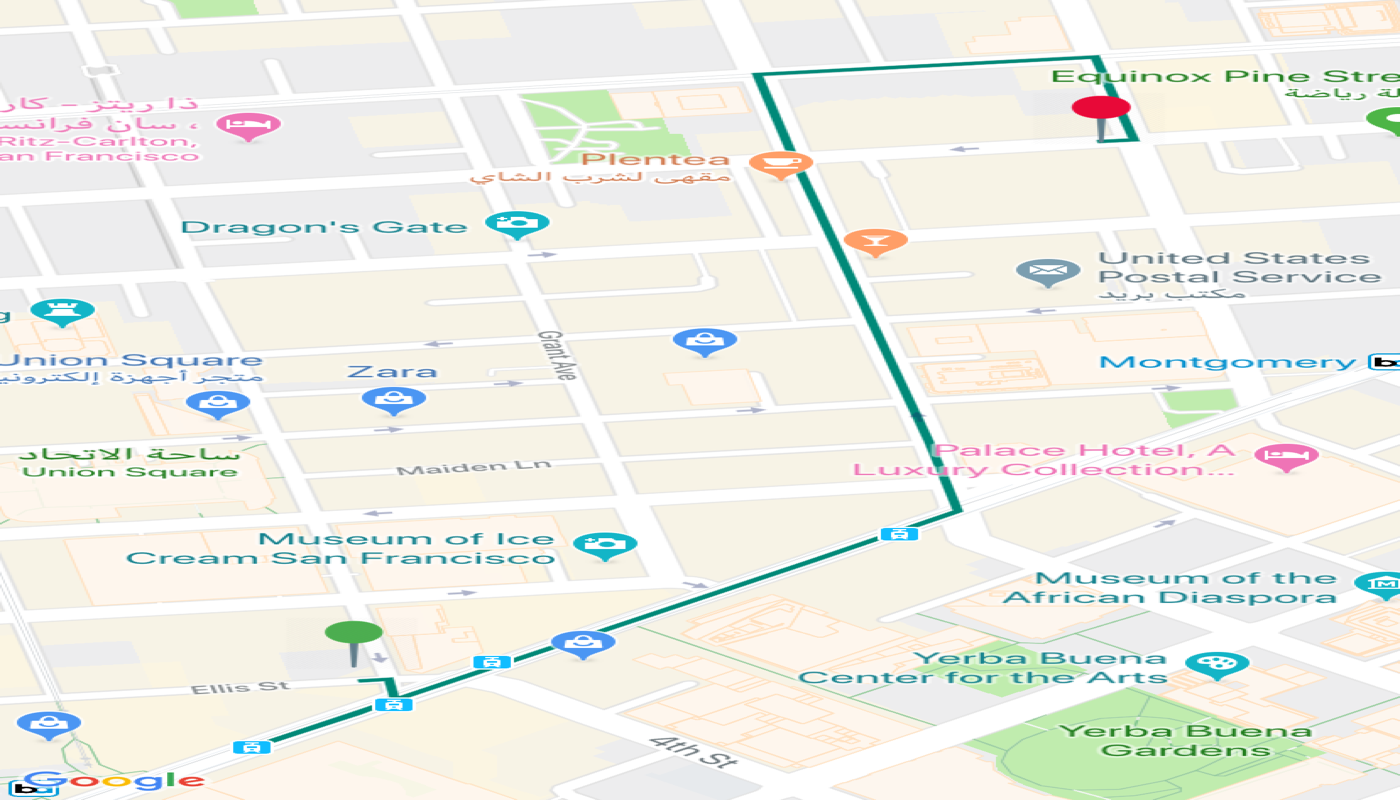 Equinox Pine Stre
لة رياضة
ذا ريتز - كار
، سان فرانس
Ritz-Carlton,
an Francisco
Plentea
مقهى لشرب الشاي
Dragon's Gate
United States
Postal Service
مكتب بريد
g
Grant Ave
Union Square
متجر أجهزة إلكتروني
Zara
Montgomery
ساحة الاتحاد
Union Square
Maiden Ln
Palace Hotel, A
Luxury Collection...
Museum of Ice
Cream San Francisco
Museum of the
African Diaspora
Yerba Buena
Center for the Arts
Ellis St
4th St
Yerba Buena
Gardens
Google